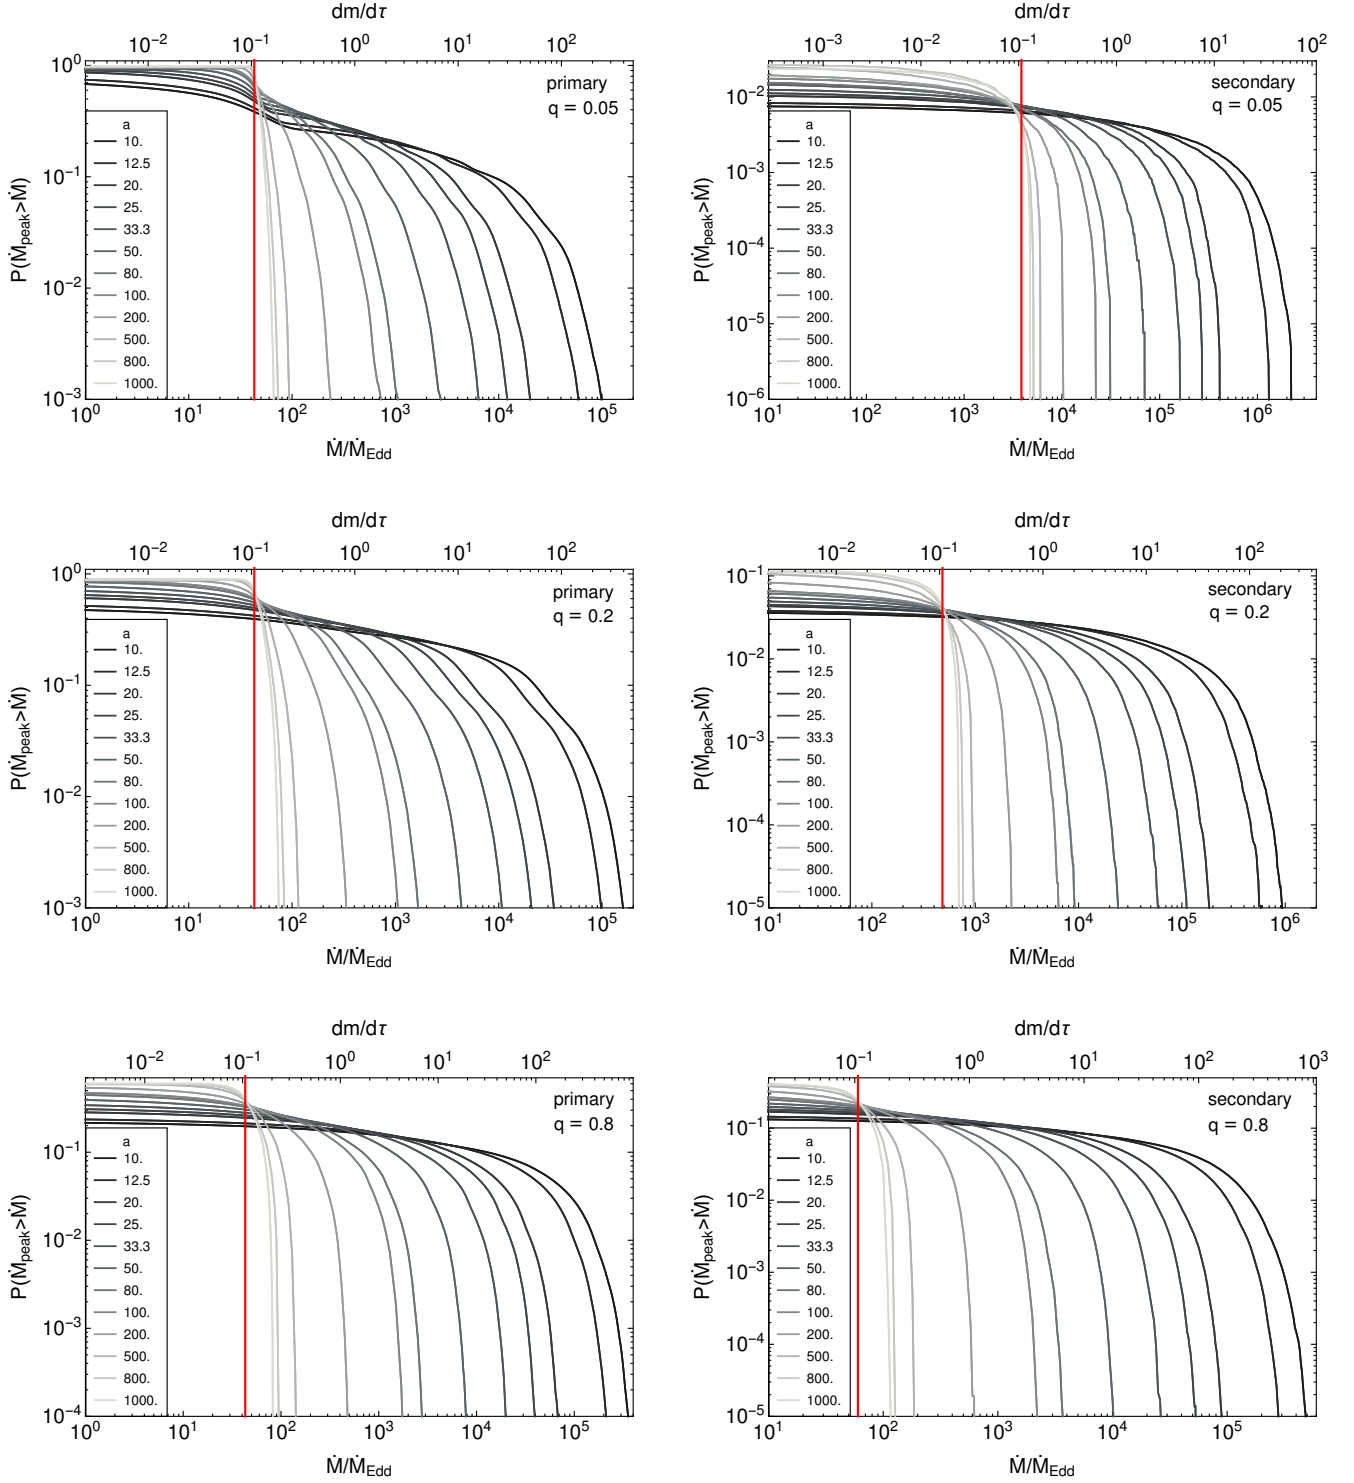 dm/dτ
10⁻² 10⁻¹ 10⁰ 10¹ 10²
primary
q = 0.05
a
10.
12.5
20.
25.
33.3
50.
80.
100.
200.
500.
800.
1000.
P(Ṁpeak>Ṁ)
10⁰
10⁻¹
10⁻²
10⁻³
10⁰ 10¹ 10² 10³ 10⁴ 10⁵
Ṁ/ṀEdd
dm/dτ
10⁻³ 10⁻² 10⁻¹ 10⁰ 10¹ 10²
secondary
q = 0.05
a
10.
12.5
20.
25.
33.3
50.
80.
100.
200.
500.
800.
1000.
P(Ṁpeak>Ṁ)
10⁻²
10⁻³
10⁻⁴
10⁻⁵
10⁻⁶
10¹ 10² 10³ 10⁴ 10⁵ 10⁶
Ṁ/ṀEdd
dm/dτ
10⁻² 10⁻¹ 10⁰ 10¹ 10²
primary
q = 0.2
a
10.
12.5
20.
25.
33.3
50.
80.
100.
200.
500.
800.
1000.
P(Ṁpeak>Ṁ)
10⁰
10⁻¹
10⁻²
10⁻³
10⁰ 10¹ 10² 10³ 10⁴ 10⁵
Ṁ/ṀEdd
dm/dτ
10⁻² 10⁻¹ 10⁰ 10¹ 10²
secondary
q = 0.2
a
10.
12.5
20.
25.
33.3
50.
80.
100.
200.
500.
800.
1000.
P(Ṁpeak>Ṁ)
10⁻¹
10⁻²
10⁻³
10⁻⁴
10⁻⁵
10¹ 10² 10³ 10⁴ 10⁵ 10⁶
Ṁ/ṀEdd
dm/dτ
10⁻² 10⁻¹ 10⁰ 10¹ 10²
primary
q = 0.8
a
10.
12.5
20.
25.
33.3
50.
80.
100.
200.
500.
800.
1000.
P(Ṁpeak>Ṁ)
10⁻¹
10⁻²
10⁻³
10⁻⁴
10⁰ 10¹ 10² 10³ 10⁴ 10⁵
Ṁ/ṀEdd
dm/dτ
10⁻¹ 10⁰ 10¹ 10² 10³
secondary
q = 0.8
a
10.
12.5
20.
25.
33.3
50.
80.
100.
200.
500.
800.
1000.
P(Ṁpeak>Ṁ)
10⁻¹
10⁻²
10⁻³
10⁻⁴
10⁻⁵
10¹ 10² 10³ 10⁴ 10⁵
Ṁ/ṀEdd